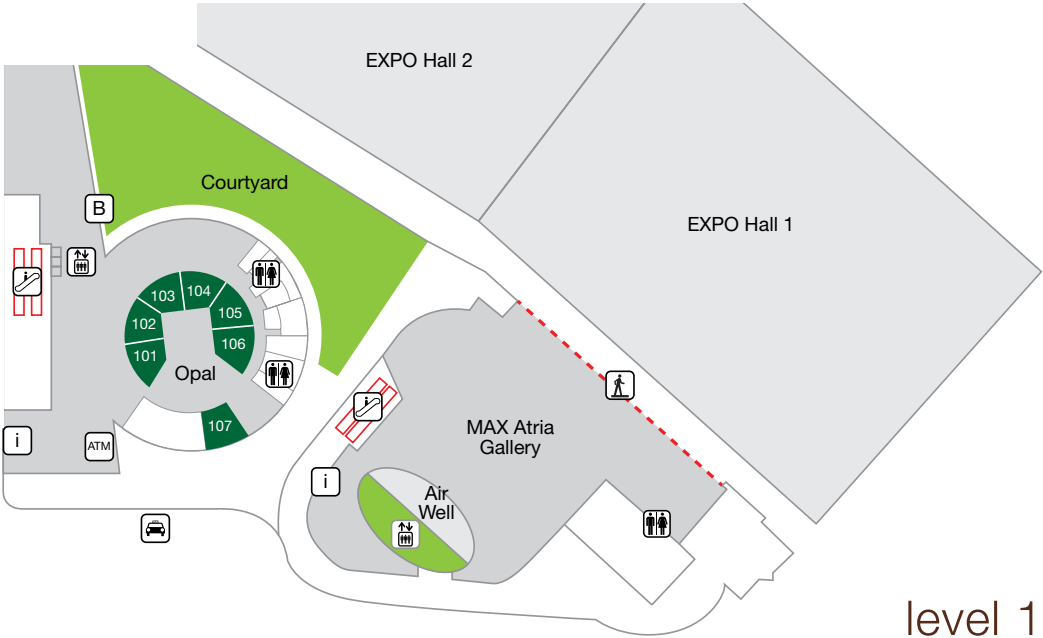 EXPO Hall 2
Courtyard
B
EXPO Hall 1
103
104
102
105
101
106
Opal
107
i
ATM
MAX Atria
Gallery
i
Air
Well
level 1